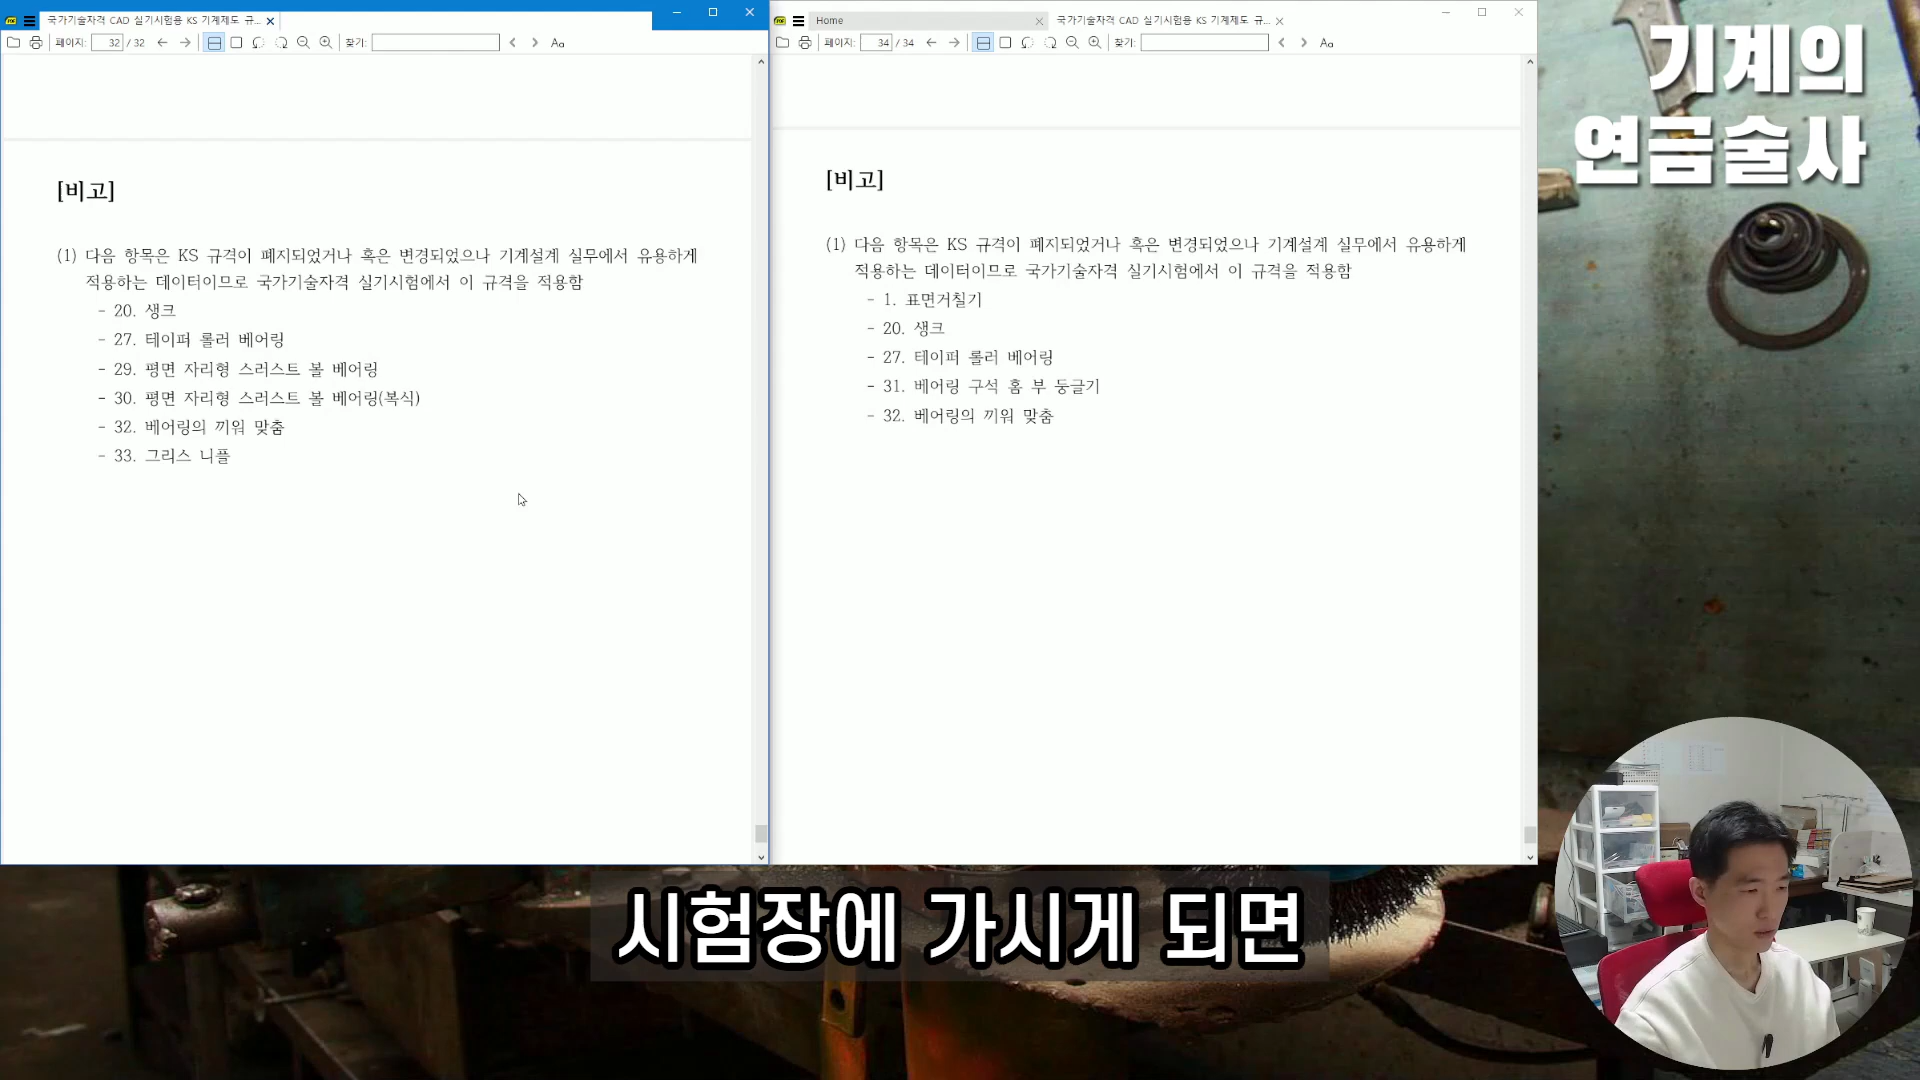 국가기술자격 CAD 실기시험용 KS 기계제도 규...
페이지: 32 / 32 찾기: Aa
[비고]
(1) 다음 항목은 KS 규격이 폐지되었거나 혹은 변경되었으나 기계설계 실무에서 유용하게
적용하는 데이터이므로 국가기술자격 실기시험에서 이 규격을 적용함
- 20. 생크
- 27. 테이퍼 롤러 베어링
- 29. 평면 자리형 스러스트 볼 베어링
- 30. 평면 자리형 스러스트 볼 베어링(복식)
- 32. 베어링의 끼워 맞춤
- 33. 그리스 니플
Home
국가기술자격 CAD 실기시험용 KS 기계제도 규...
페이지: 34 / 34 찾기: Aa
[비고]
(1) 다음 항목은 KS 규격이 폐지되었거나 혹은 변경되었으나 기계설계 실무에서 유용하게
적용하는 데이터이므로 국가기술자격 실기시험에서 이 규격을 적용함
- 1. 표면거칠기
- 20. 생크
- 27. 테이퍼 롤러 베어링
- 31. 베어링 구석 홈 부 둥글기
- 32. 베어링의 끼워 맞춤
기계의
연금술사
시험장에 가시게 되면